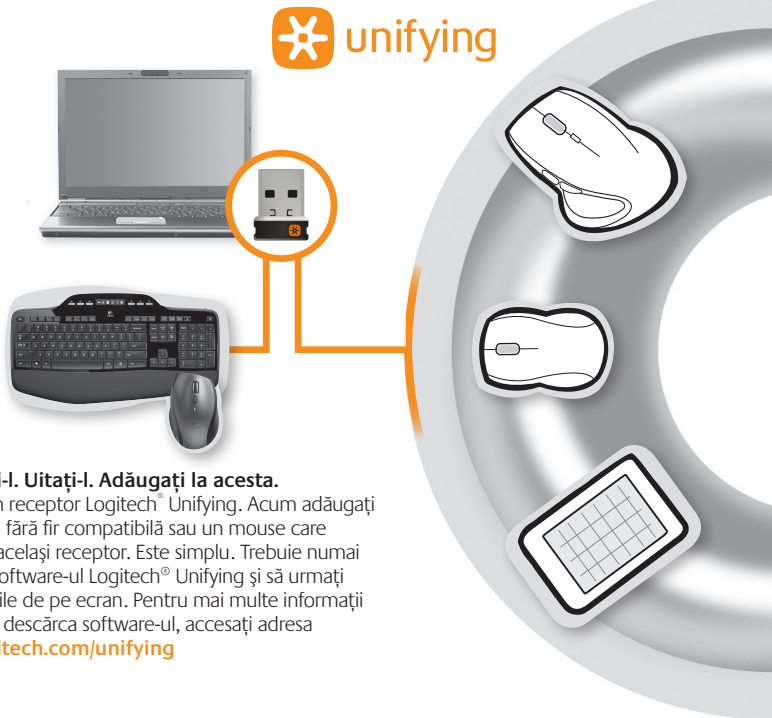 unifying
i-l. Uitați-l. Adăugați la acesta.
n receptor Logitech® Unifying. Acum adăugați
fără fir compatibilă sau un mouse care
același receptor. Este simplu. Trebuie numai
oftware-ul Logitech® Unifying şi să urmați
ile de pe ecran. Pentru mai multe informații
descărca software-ul, accesați adresa
itech.com/unifying